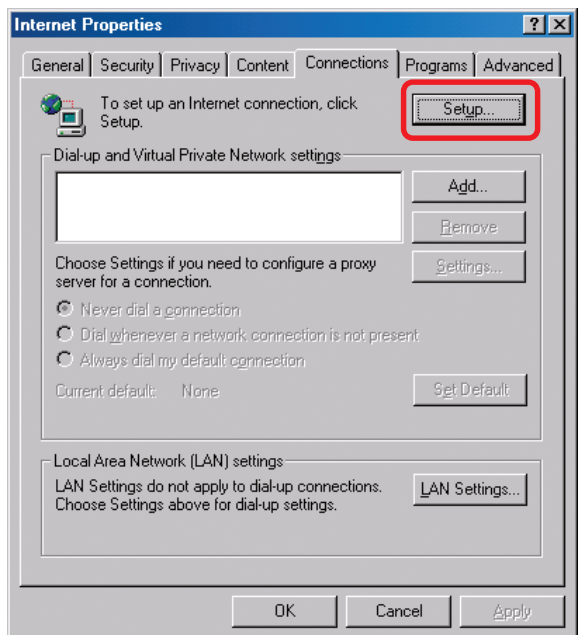 Internet Properties
General Security Privacy Content Connections Programs Advanced
To set up an Internet connection, click
Setup.
Setup...
Dial-up and Virtual Private Network settings
Add...
Remove
Choose Settings if you need to configure a proxy
server for a connection.
Settings...
Never dial a connection
Dial whenever a network connection is not present
Always dial my default connection
Current default: None
Set Default
Local Area Network (LAN) settings
LAN Settings do not apply to dial-up connections.
Choose Settings above for dial-up settings.
LAN Settings...
OK Cancel Apply